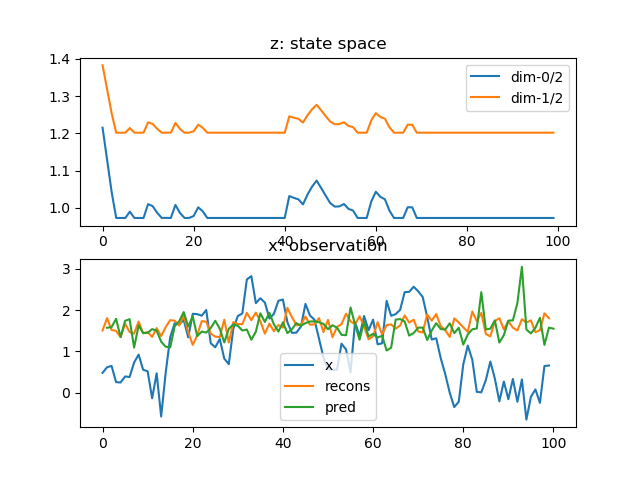 z: state space
1.4
1.3
1.2
1.1
1.0
dim-0/2
dim-1/2
0 20 40 60 80 100
x: observation
3
2
1
0
x
recons
pred
0 20 40 60 80 100